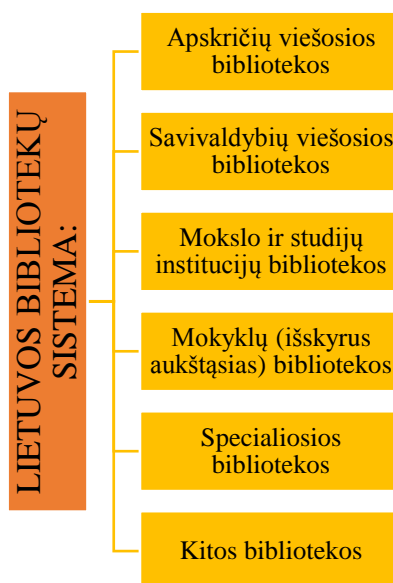 LIETUVOS BIBLIOTEKŲ
SISTEMA:
Apskričių viešosios
bibliotekos
Savivaldybių viešosios
bibliotekos
Mokslo ir studijų
institucijų bibliotekos
Mokyklų (išskyrus
aukštąsias) bibliotekos
Specialiosios
bibliotekos
Kitos bibliotekos